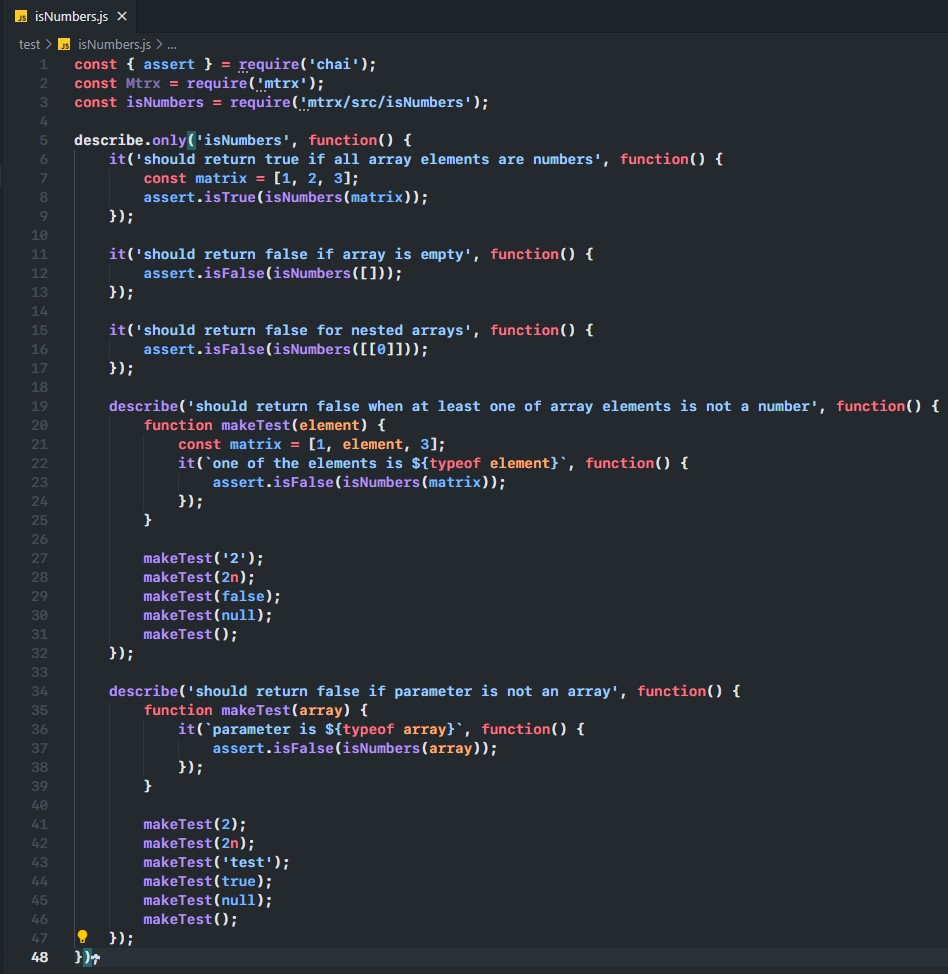 JS isNumbers.js ×
test > JS isNumbers.js > ...
1 const { assert } = require('chai');
2 const Mtrx = require('mtrx');
3 const isNumbers = require('mtrx/src/isNumbers');
4
5 describe.only('isNumbers', function() {
6     it('should return true if all array elements are numbers', function() {
7         const matrix = [1, 2, 3];
8         assert.isTrue(isNumbers(matrix));
9     });
10
11     it('should return false if array is empty', function() {
12         assert.isFalse(isNumbers([]));
13     });
14
15     it('should return false for nested arrays', function() {
16         assert.isFalse(isNumbers([[0]]));
17     });
18
19     describe('should return false when at least one of array elements is not a number', function() {
20         function makeTest(element) {
21             const matrix = [1, element, 3];
22             it(`one of the elements is ${typeof element}`, function() {
23                 assert.isFalse(isNumbers(matrix));
24             });
25         }
26
27         makeTest('2');
28         makeTest(2n);
29         makeTest(false);
30         makeTest(null);
31         makeTest();
32     });
33
34     describe('should return false if parameter is not an array', function() {
35         function makeTest(array) {
36             it(`parameter is ${typeof array}`, function() {
37                 assert.isFalse(isNumbers(array));
38             });
39         }
40
41         makeTest(2);
42         makeTest(2n);
43         makeTest('test');
44         makeTest(true);
45         makeTest(null);
46         makeTest();
47     });
48 });